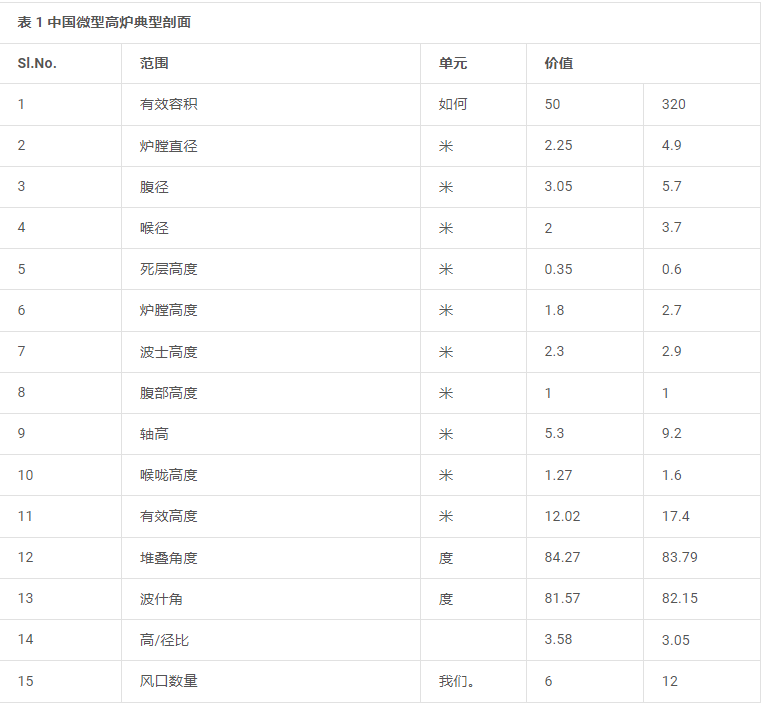 表 1 中国微型高炉典型剖面
Sl.No. 范围 单元 价值
1 有效容积 如何 50 320
2 炉膛直径 米 2.25 4.9
3 腹径 米 3.05 5.7
4 喉径 米 2 3.7
5 死层高度 米 0.35 0.6
6 炉膛高度 米 1.8 2.7
7 波士高度 米 2.3 2.9
8 腹部高度 米 1 1
9 轴高 米 5.3 9.2
10 喉咙高度 米 1.27 1.6
11 有效高度 米 12.02 17.4
12 堆叠角度 度 84.27 83.79
13 波什角 度 81.57 82.15
14 高/径比 3.58 3.05
15 风口数量 我们。 6 12